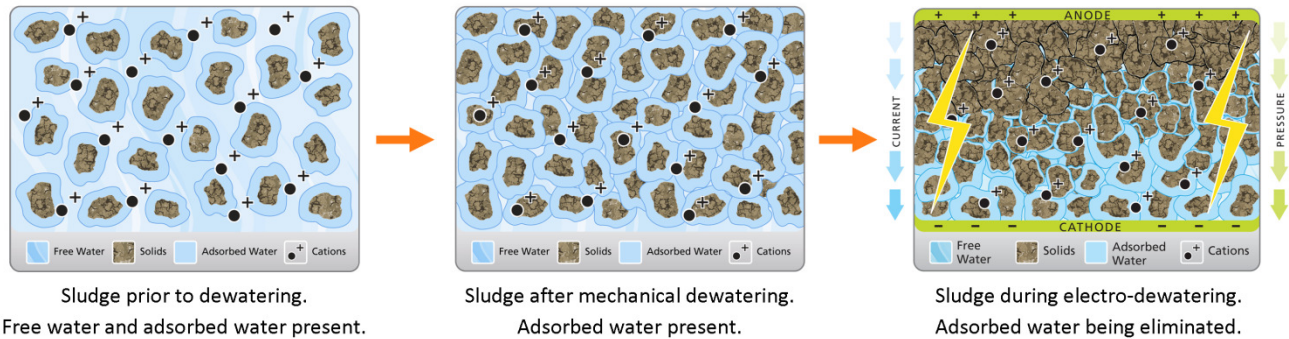 Free Water Solids Adsorbed Water + Cations
Sludge prior to dewatering.
Free water and adsorbed water present.
Free Water Solids Adsorbed Water + Cations
Sludge after mechanical dewatering.
Adsorbed water present.
+ + + ANODE + + +
CURRENT
PRESSURE
− − − CATHODE − − −
Free Water Solids Adsorbed Water + Cations
Sludge during electro-dewatering.
Adsorbed water being eliminated.